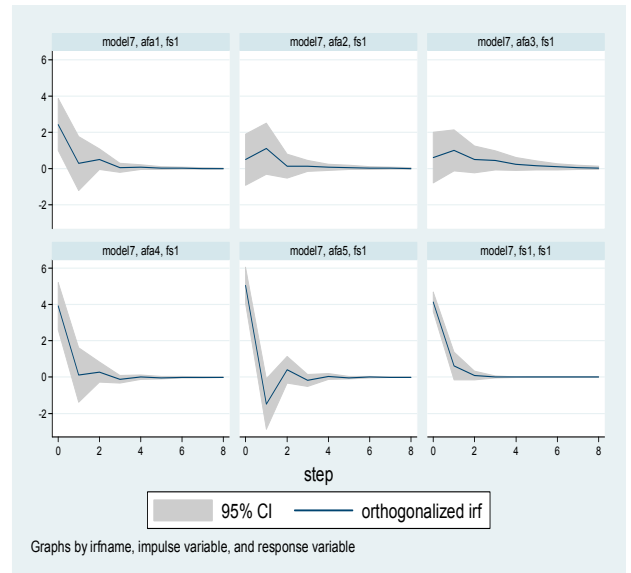 model7, afa1, fs1
model7, afa2, fs1
model7, afa3, fs1
6
4
2
0
-2
model7, afa4, fs1
model7, afa5, fs1
model7, fs1, fs1
6
4
2
0
-2
0 2 4 6 8
0 2 4 6 8
0 2 4 6 8
step
95% CI
orthogonalized irf
Graphs by irfname, impulse variable, and response variable